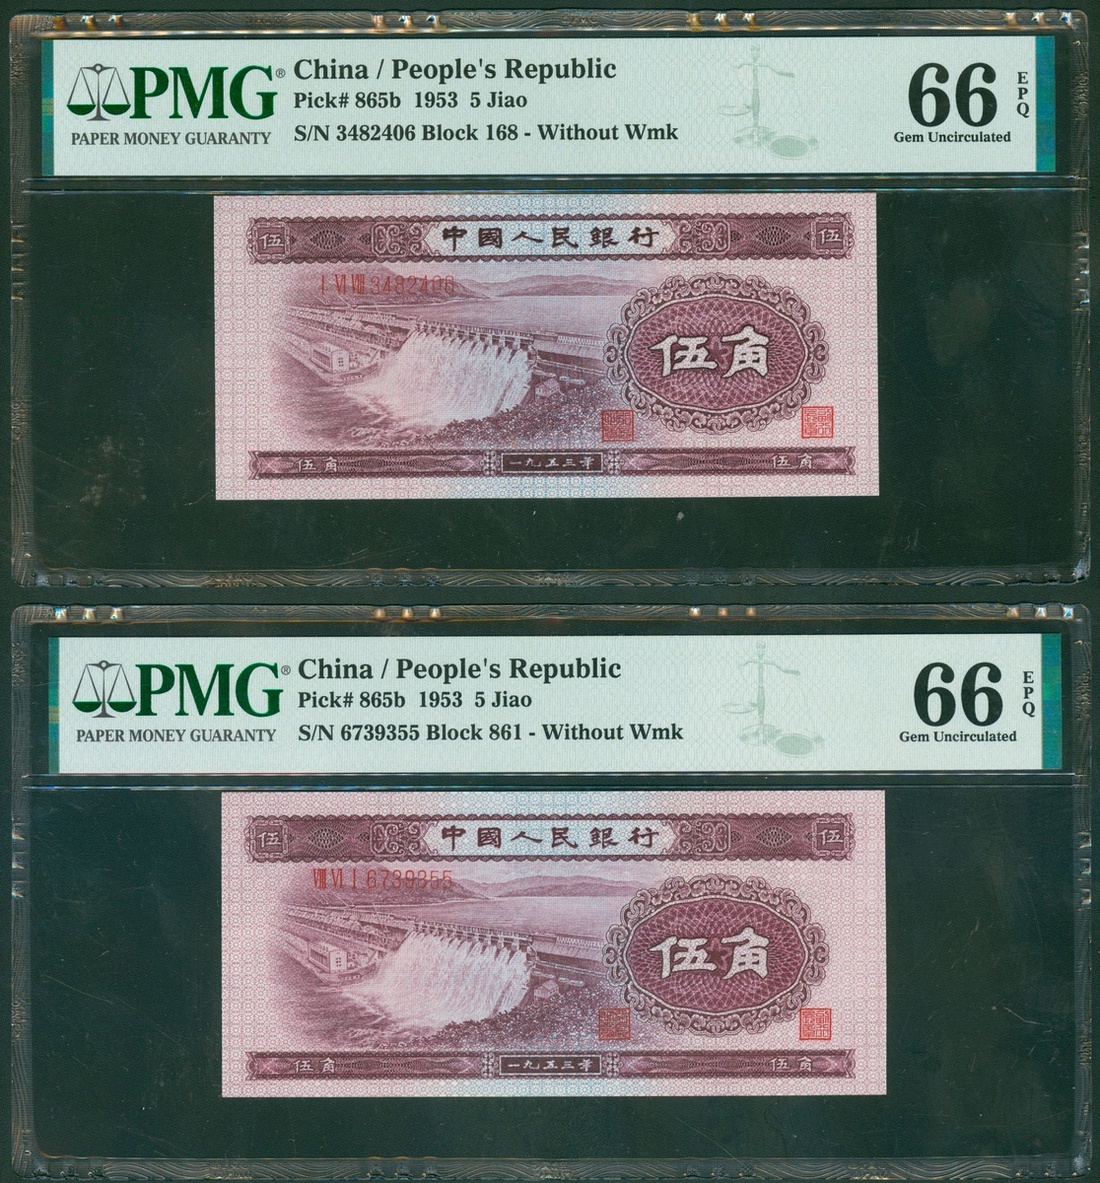 PMG®
PAPER MONEY GUARANTY
China / People's Republic
Pick# 865b 1953 5 Jiao
S/N 3482406 Block 168 - Without Wmk
66
EPQ
Gem Uncirculated
伍 中國人民銀行 伍
I VI VIII 3482406
伍角
伍角 一九五三年 伍角
PMG®
PAPER MONEY GUARANTY
China / People's Republic
Pick# 865b 1953 5 Jiao
S/N 6739355 Block 861 - Without Wmk
66
EPQ
Gem Uncirculated
伍 中國人民銀行 伍
VIII VI I 6739355
伍角
伍角 一九五三年 伍角